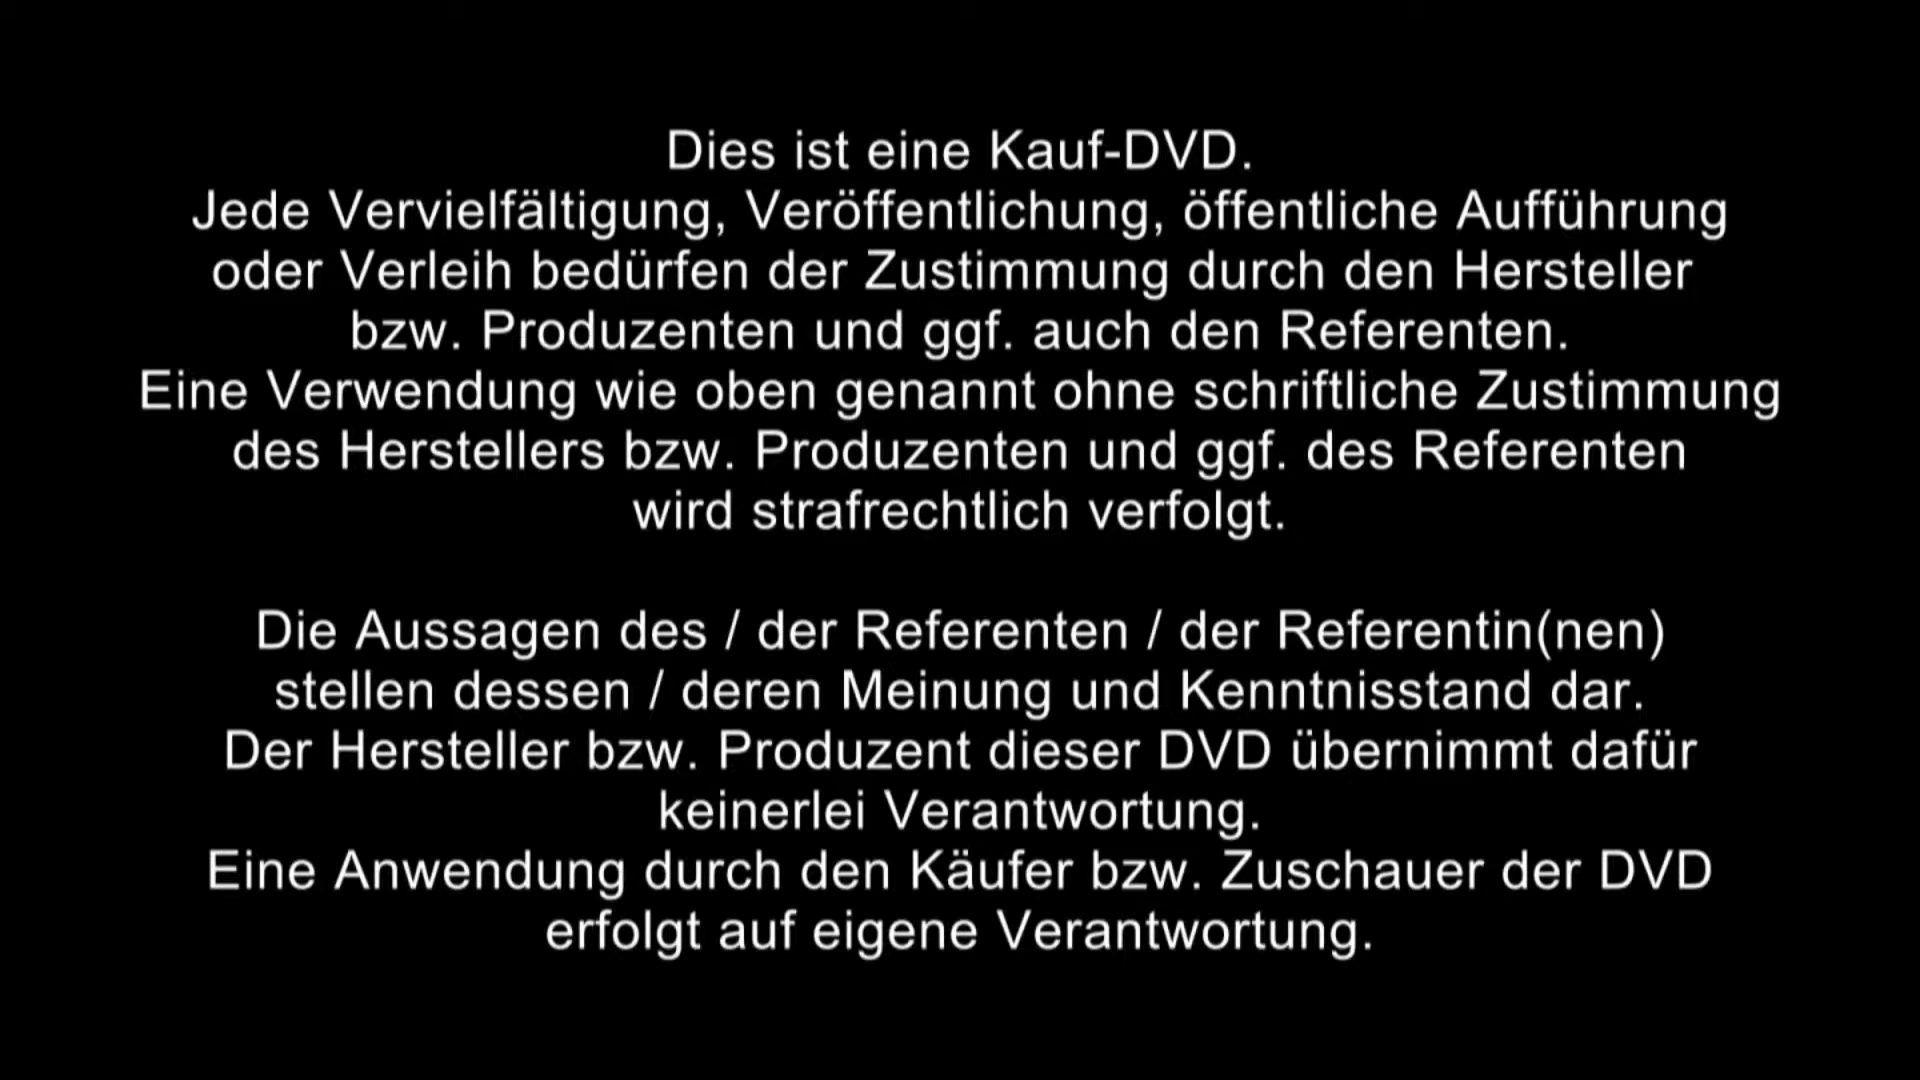 Dies ist eine Kauf-DVD.
Jede Vervielfältigung, Veröffentlichung, öffentliche Aufführung
oder Verleih bedürfen der Zustimmung durch den Hersteller
bzw. Produzenten und ggf. auch den Referenten.
Eine Verwendung wie oben genannt ohne schriftliche Zustimmung
des Herstellers bzw. Produzenten und ggf. des Referenten
wird strafrechtlich verfolgt.
Die Aussagen des / der Referenten / der Referentin(nen)
stellen dessen / deren Meinung und Kenntnisstand dar.
Der Hersteller bzw. Produzent dieser DVD übernimmt dafür
keinerlei Verantwortung.
Eine Anwendung durch den Käufer bzw. Zuschauer der DVD
erfolgt auf eigene Verantwortung.